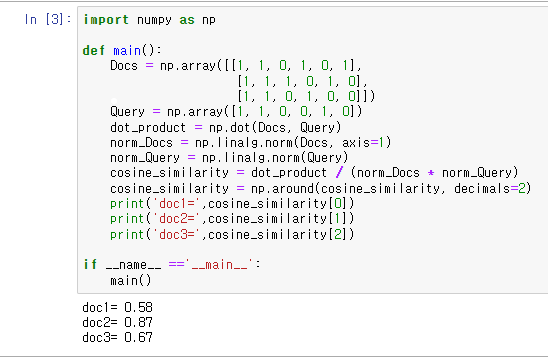 In [3]:
import numpy as np
def main():
Docs = np.array([[1, 1, 0, 1, 0, 1],
[1, 1, 1, 0, 1, 0],
[1, 1, 0, 1, 0, 0]])
Query = np.array([1, 1, 0, 0, 1, 0])
dot_product = np.dot(Docs, Query)
norm_Docs = np.linalg.norm(Docs, axis=1)
norm_Query = np.linalg.norm(Query)
cosine_similarity = dot_product / (norm_Docs * norm_Query)
cosine_similarity = np.around(cosine_similarity, decimals=2)
print('doc1=',cosine_similarity[0])
print('doc2=',cosine_similarity[1])
print('doc3=',cosine_similarity[2])
if __name__ =='__main__':
main()
doc1= 0.58
doc2= 0.87
doc3= 0.67